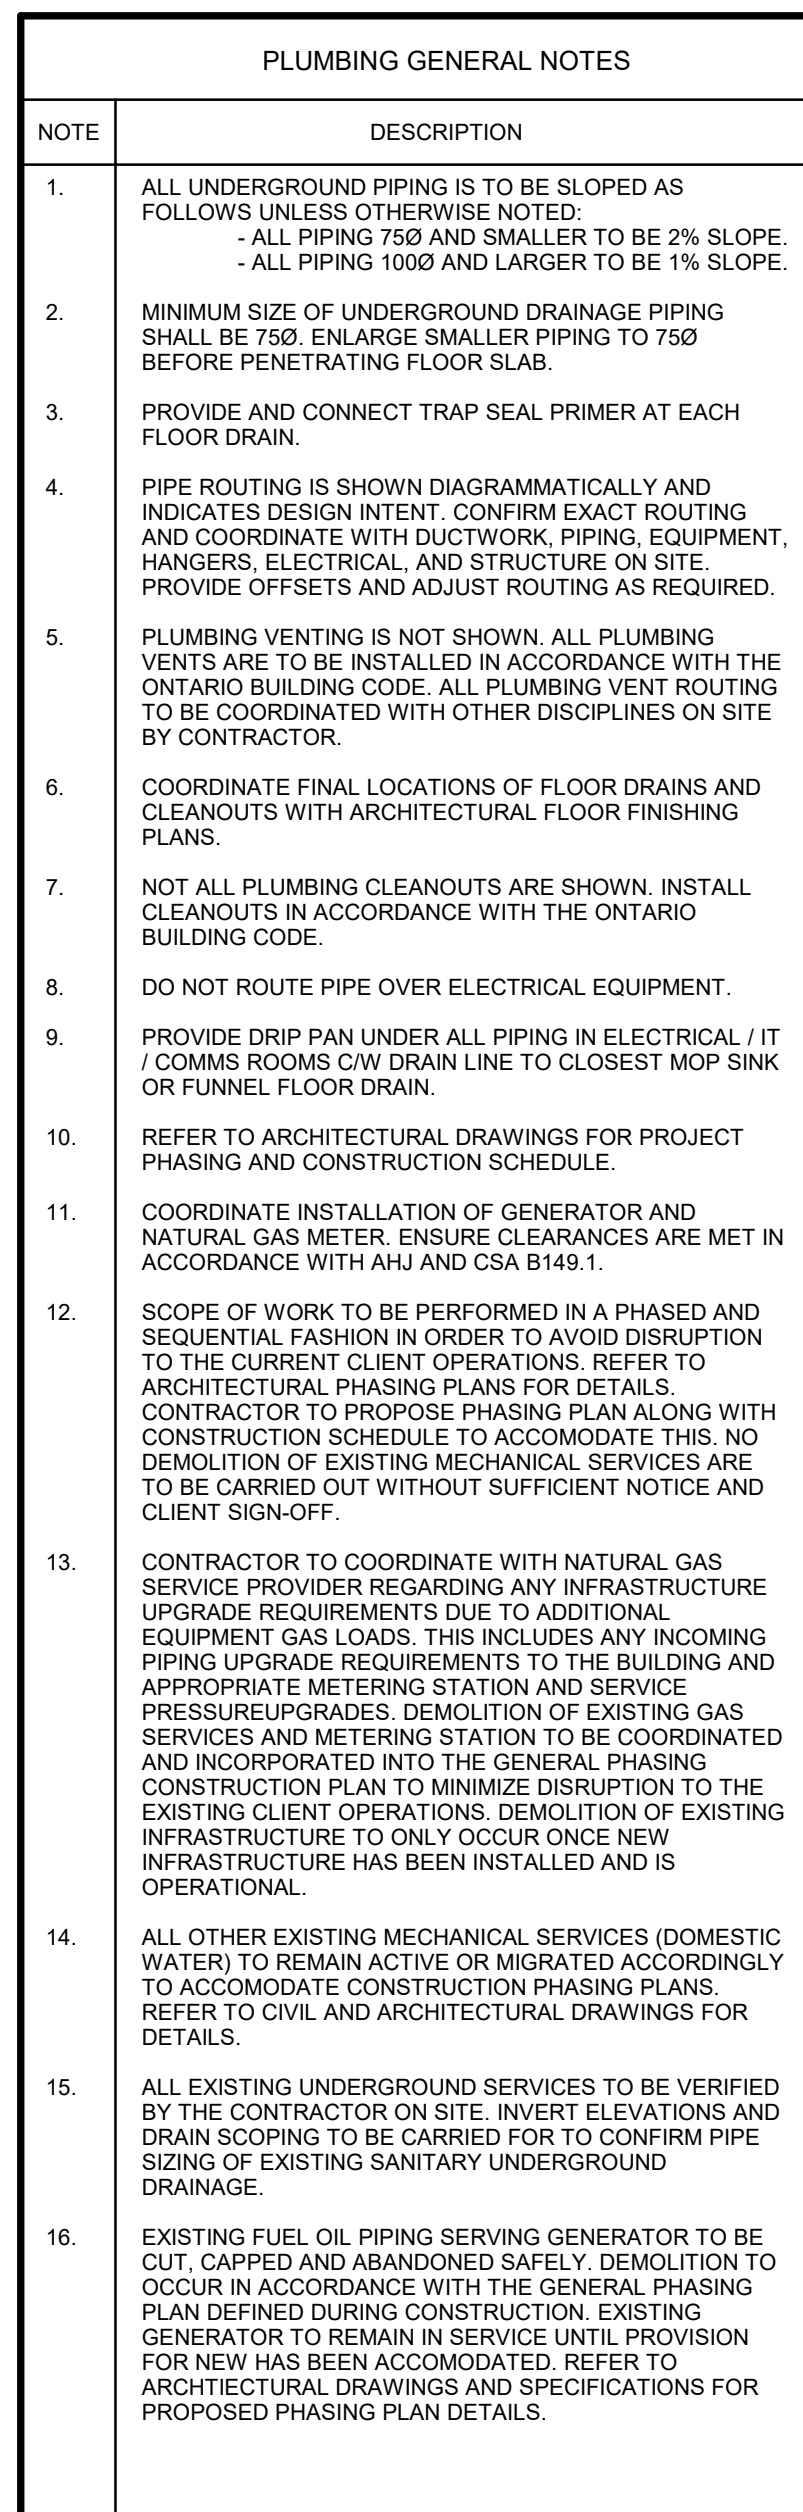 PLUMBING GENERAL NOTES
NOTE DESCRIPTION
1. ALL UNDERGROUND PIPING IS TO BE SLOPED AS
FOLLOWS UNLESS OTHERWISE NOTED:
- ALL PIPING 75Ø AND SMALLER TO BE 2% SLOPE.
- ALL PIPING 100Ø AND LARGER TO BE 1% SLOPE.
2. MINIMUM SIZE OF UNDERGROUND DRAINAGE PIPING
SHALL BE 75Ø. ENLARGE SMALLER PIPING TO 75Ø
BEFORE PENETRATING FLOOR SLAB.
3. PROVIDE AND CONNECT TRAP SEAL PRIMER AT EACH
FLOOR DRAIN.
4. PIPE ROUTING IS SHOWN DIAGRAMMATICALLY AND
INDICATES DESIGN INTENT. CONFIRM EXACT ROUTING
AND COORDINATE WITH DUCTWORK, PIPING, EQUIPMENT,
HANGERS, ELECTRICAL, AND STRUCTURE ON SITE.
PROVIDE OFFSETS AND ADJUST ROUTING AS REQUIRED.
5. PLUMBING VENTING IS NOT SHOWN. ALL PLUMBING
VENTS ARE TO BE INSTALLED IN ACCORDANCE WITH THE
ONTARIO BUILDING CODE. ALL PLUMBING VENT ROUTING
TO BE COORDINATED WITH OTHER DISCIPLINES ON SITE
BY CONTRACTOR.
6. COORDINATE FINAL LOCATIONS OF FLOOR DRAINS AND
CLEANOUTS WITH ARCHITECTURAL FLOOR FINISHING
PLANS.
7. NOT ALL PLUMBING CLEANOUTS ARE SHOWN. INSTALL
CLEANOUTS IN ACCORDANCE WITH THE ONTARIO
BUILDING CODE.
8. DO NOT ROUTE PIPE OVER ELECTRICAL EQUIPMENT.
9. PROVIDE DRIP PAN UNDER ALL PIPING IN ELECTRICAL / IT
/ COMMS ROOMS C/W DRAIN LINE TO CLOSEST MOP SINK
OR FUNNEL FLOOR DRAIN.
10. REFER TO ARCHITECTURAL DRAWINGS FOR PROJECT
PHASING AND CONSTRUCTION SCHEDULE.
11. COORDINATE INSTALLATION OF GENERATOR AND
NATURAL GAS METER. ENSURE CLEARANCES ARE MET IN
ACCORDANCE WITH AHJ AND CSA B149.1.
12. SCOPE OF WORK TO BE PERFORMED IN A PHASED AND
SEQUENTIAL FASHION IN ORDER TO AVOID DISRUPTION
TO THE CURRENT CLIENT OPERATIONS. REFER TO
ARCHITECTURAL PHASING PLANS FOR DETAILS.
CONTRACTOR TO PROPOSE PHASING PLAN ALONG WITH
CONSTRUCTION SCHEDULE TO ACCOMODATE THIS. NO
DEMOLITION OF EXISTING MECHANICAL SERVICES ARE
TO BE CARRIED OUT WITHOUT SUFFICIENT NOTICE AND
CLIENT SIGN-OFF.
13. CONTRACTOR TO COORDINATE WITH NATURAL GAS
SERVICE PROVIDER REGARDING ANY INFRASTRUCTURE
UPGRADE REQUIREMENTS DUE TO ADDITIONAL
EQUIPMENT GAS LOADS. THIS INCLUDES ANY INCOMING
PIPING UPGRADE REQUIREMENTS TO THE BUILDING AND
APPROPRIATE METERING STATION AND SERVICE
PRESSUREUPGRADES. DEMOLITION OF EXISTING GAS
SERVICES AND METERING STATION TO BE COORDINATED
AND INCORPORATED INTO THE GENERAL PHASING
CONSTRUCTION PLAN TO MINIMIZE DISRUPTION TO THE
EXISTING CLIENT OPERATIONS. DEMOLITION OF EXISTING
INFRASTRUCTURE TO ONLY OCCUR ONCE NEW
INFRASTRUCTURE HAS BEEN INSTALLED AND IS
OPERATIONAL.
14. ALL OTHER EXISTING MECHANICAL SERVICES (DOMESTIC
WATER) TO REMAIN ACTIVE OR MIGRATED ACCORDINGLY
TO ACCOMODATE CONSTRUCTION PHASING PLANS.
REFER TO CIVIL AND ARCHITECTURAL DRAWINGS FOR
DETAILS.
15. ALL EXISTING UNDERGROUND SERVICES TO BE VERIFIED
BY THE CONTRACTOR ON SITE. INVERT ELEVATIONS AND
DRAIN SCOPING TO BE CARRIED FOR TO CONFIRM PIPE
SIZING OF EXISTING SANITARY UNDERGROUND
DRAINAGE.
16. EXISTING FUEL OIL PIPING SERVING GENERATOR TO BE
CUT, CAPPED AND ABANDONED SAFELY. DEMOLITION TO
OCCUR IN ACCORDANCE WITH THE GENERAL PHASING
PLAN DEFINED DURING CONSTRUCTION. EXISTING
GENERATOR TO REMAIN IN SERVICE UNTIL PROVISION
FOR NEW HAS BEEN ACCOMODATED. REFER TO
ARCHTIECTURAL DRAWINGS AND SPECIFICATIONS FOR
PROPOSED PHASING PLAN DETAILS.